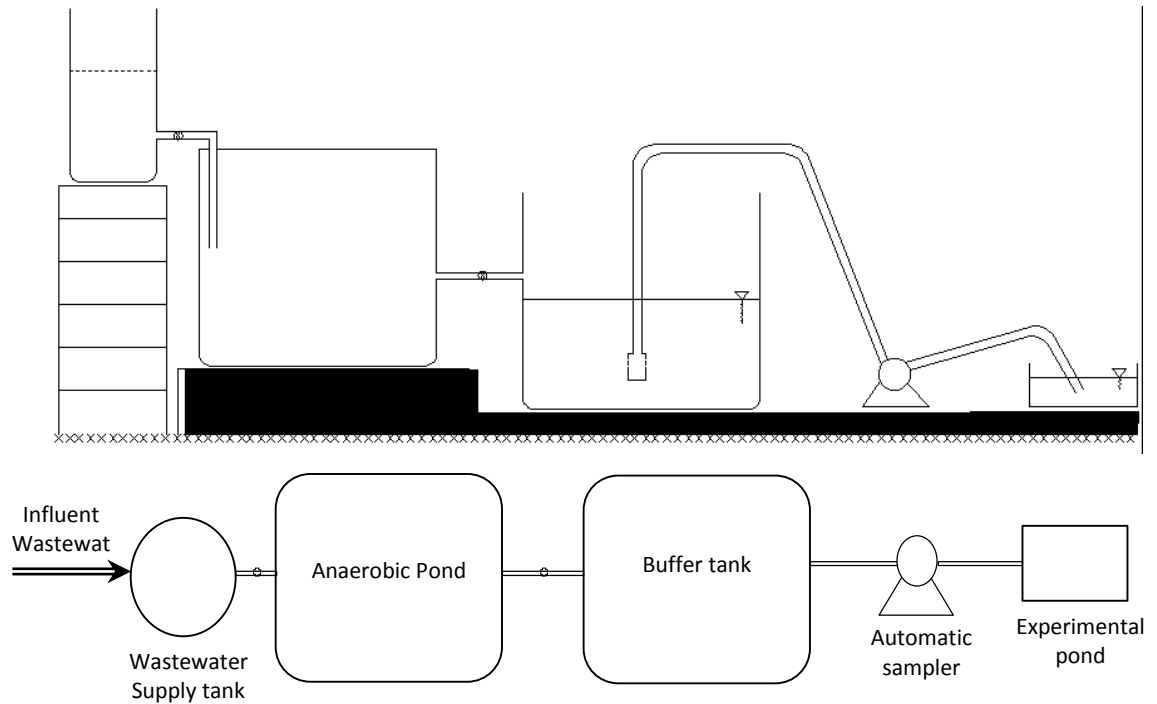 Influent
Wastewat
Anaerobic Pond
Buffer tank
Wastewater
Supply tank
Automatic
sampler
Experimental
pond